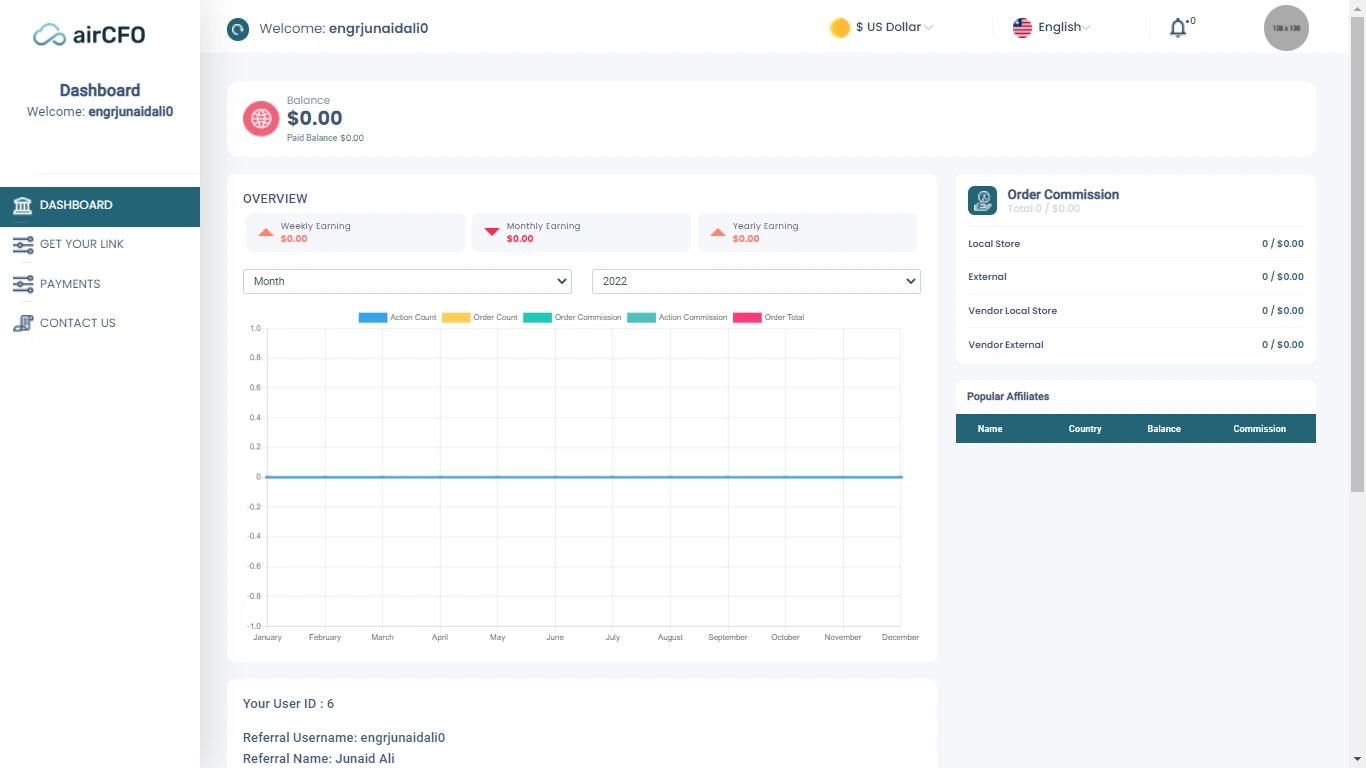 airCFO
Dashboard
Welcome: engrjunaidali0
DASHBOARD
GET YOUR LINK
PAYMENTS
CONTACT US
Welcome: engrjunaidali0
$ US Dollar
English
0
128 x 128
Balance
$0.00
Paid Balance $0.00
OVERVIEW
Weekly Earning
$0.00
Monthly Earning
$0.00
Yearly Earning
$0.00
Month
2022
Action Count
Order Count
Order Commission
Action Commission
Order Total
1.0
0.8
0.6
0.4
0.2
0
-0.2
-0.4
-0.6
-0.8
-1.0
January February March April May June July August September October November December
Order Commission
Total 0 / $0.00
Local Store 0 / $0.00
External 0 / $0.00
Vendor Local Store 0 / $0.00
Vendor External 0 / $0.00
Popular Affiliates
Name Country Balance Commission
Your User ID : 6
Referral Username: engrjunaidali0
Referral Name: Junaid Ali